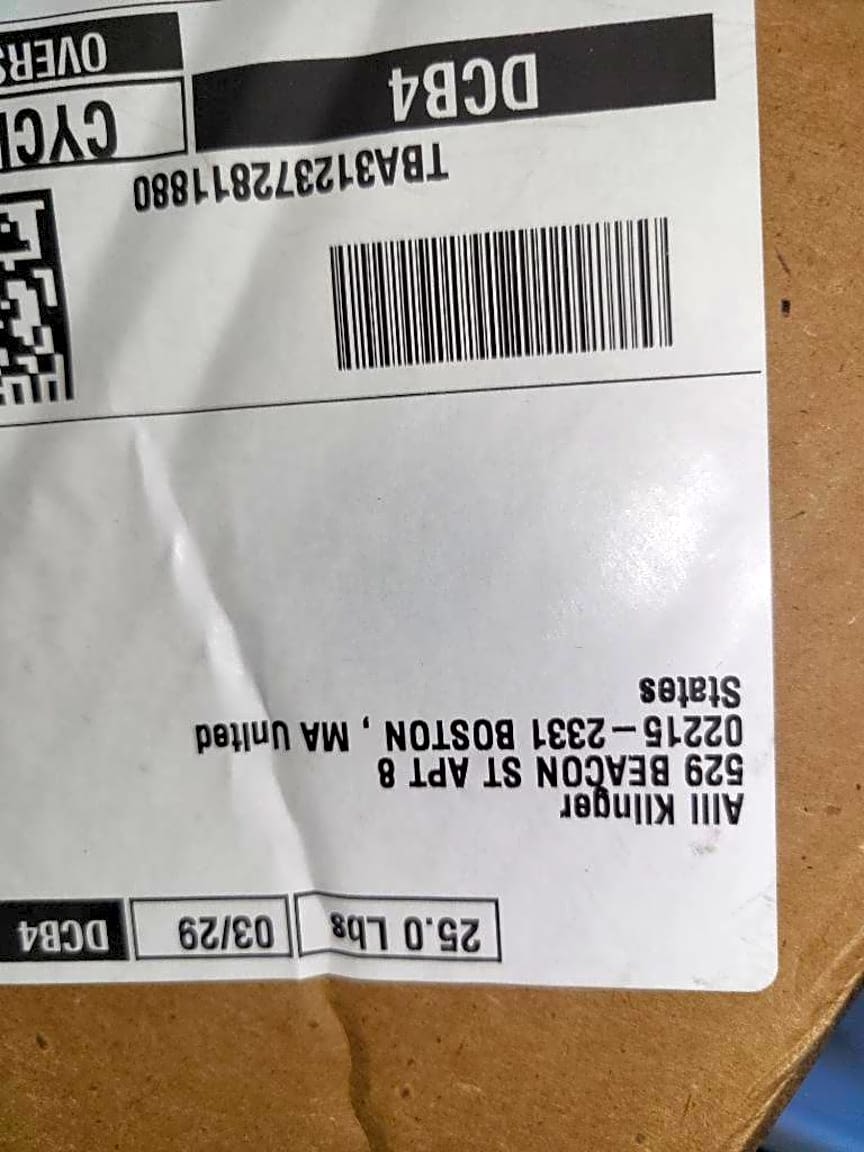 25.0 Lbs 03/29 DCB4
Alli Klinger
529 BEACON ST APT 8
02215-2331 BOSTON , MA United
States
TBA312372811880
DCB4